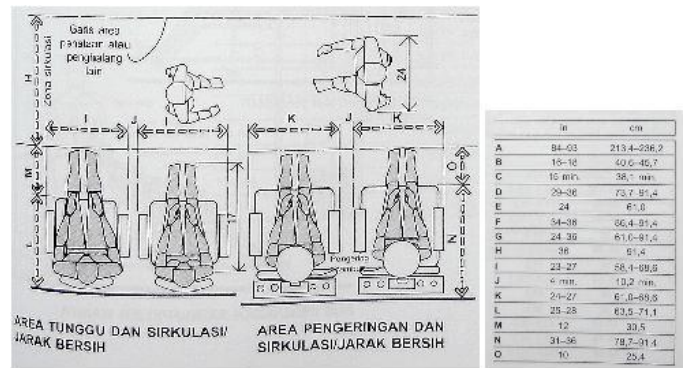 Garis area
penataan atau
penghalang
lain
Zona sirkulasi
H
24
I
J
K
J
K
M
L
O
N
Pengering
AREA TUNGGU DAN SIRKULASI/
JARAK BERSIH
AREA PENGERINGAN DAN
SIRKULASI/JARAK BERSIH
in cm
A 84–93 213,4–236,2
B 16–18 40,6–45,7
C 15 min. 38,1 min.
D 29–36 73,7–91,4
E 24 61,0
F 34–36 86,4–91,4
G 24–36 61,0–91,4
H 36 91,4
I 23–27 58,4–68,6
J 4 min. 10,2 min.
K 24–27 61,0–68,6
L 25–28 63,5–71,1
M 12 30,5
N 31–36 78,7–91,4
O 10 25,4